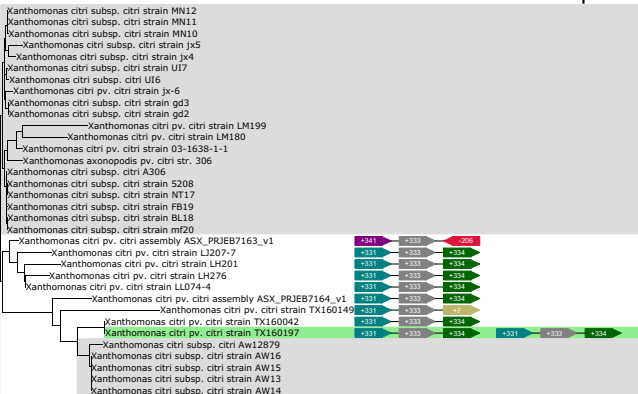 Xanthomonas citri subsp. citri strain MN12
Xanthomonas citri subsp. citri strain MN11
Xanthomonas citri subsp. citri strain MN10
Xanthomonas citri subsp. citri strain jx5
Xanthomonas citri subsp. citri strain jx4
Xanthomonas citri subsp. citri strain UI7
Xanthomonas citri subsp. citri UI6
Xanthomonas citri pv. citri strain jx-6
Xanthomonas citri subsp. citri strain gd3
Xanthomonas citri subsp. citri strain gd2
Xanthomonas citri pv. citri strain LM199
Xanthomonas citri pv. citri strain LM180
Xanthomonas citri pv. citri strain 03-1638-1-1
Xanthomonas axonopodis pv. citri str. 306
Xanthomonas citri subsp. citri A306
Xanthomonas citri subsp. citri strain 5208
Xanthomonas citri subsp. citri strain NT17
Xanthomonas citri subsp. citri strain FB19
Xanthomonas citri subsp. citri strain BL18
Xanthomonas citri subsp. citri strain mf20
Xanthomonas citri pv. citri assembly ASX_PRJEB7163_v1 +341 +333 -206
Xanthomonas citri pv. citri strain LJ207-7 +331 +333 +334
Xanthomonas citri pv. citri strain LH201 +331 +333 +334
Xanthomonas citri pv. citri strain LH276 +331 +333 +334
Xanthomonas citri pv. citri strain LL074-4 +331 +333 +334
Xanthomonas citri pv. citri assembly ASX_PRJEB7164_v1 +331 +333 +334
Xanthomonas citri pv. citri strain TX160149 +331 +333 +7
Xanthomonas citri pv. citri strain TX160042 +331 +333 +334
Xanthomonas citri pv. citri strain TX160197 +331 +333 +334 +331 +333 +334
Xanthomonas citri subsp. citri Aw12879
Xanthomonas citri subsp. citri strain AW16
Xanthomonas citri subsp. citri strain AW15
Xanthomonas citri subsp. citri strain AW13
Xanthomonas citri subsp. citri strain AW14